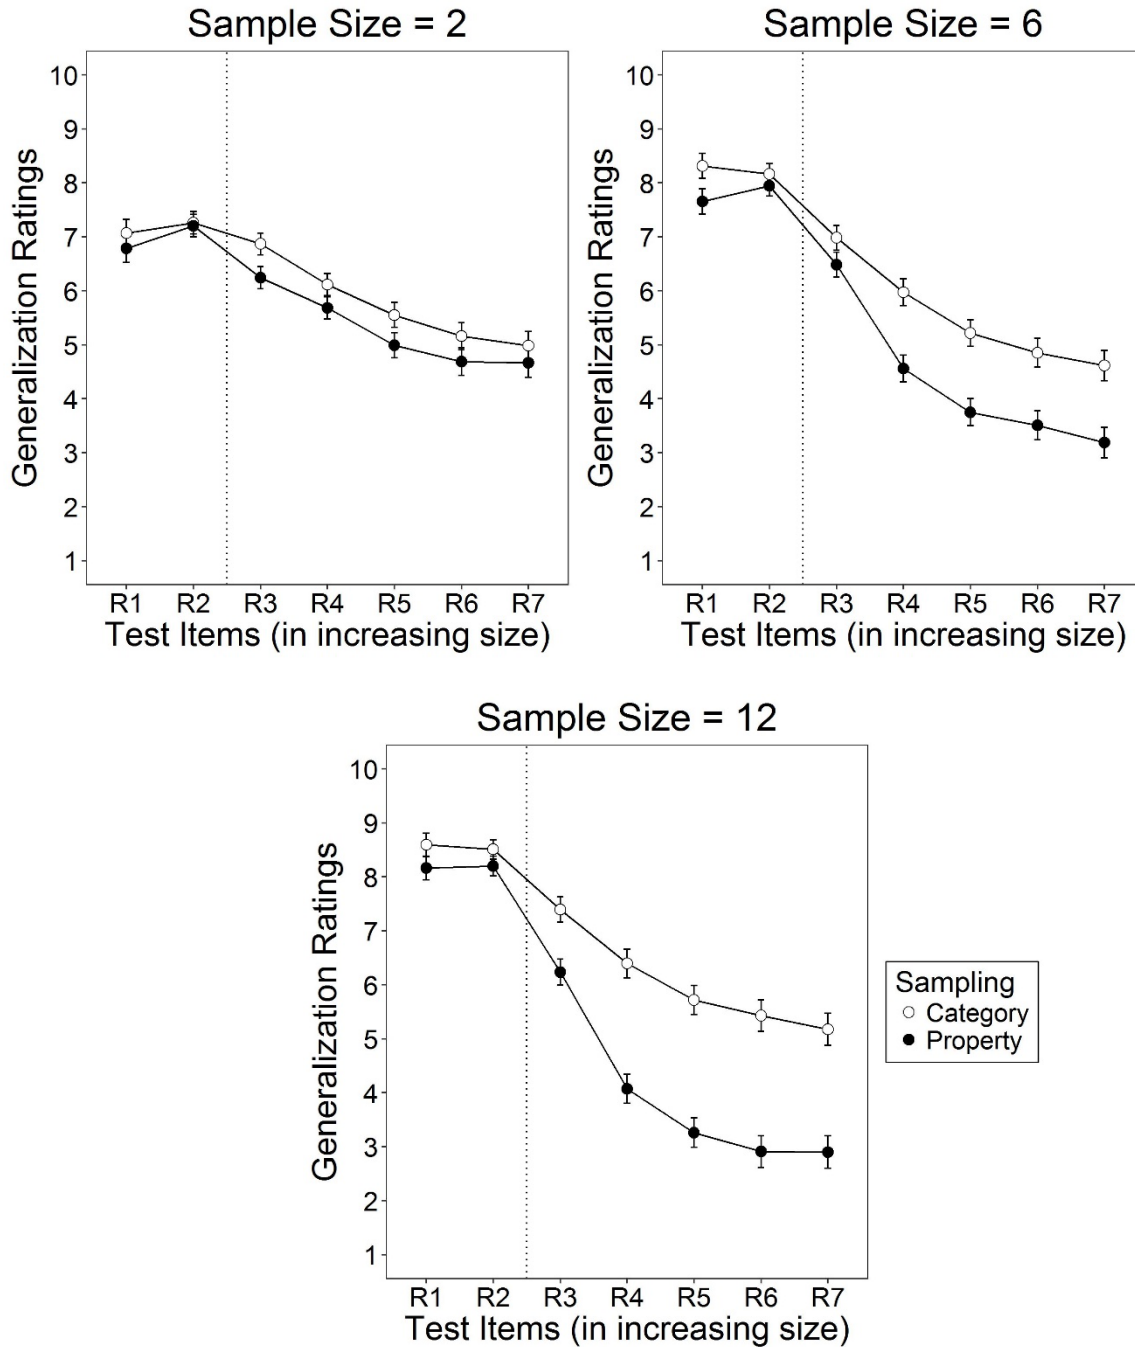 Sample Size = 2
10
9
8
7
6
5
4
3
2
1
Generalization Ratings
R1 R2 R3 R4 R5 R6 R7
Test Items (in increasing size)
Sample Size = 6
10
9
8
7
6
5
4
3
2
1
Generalization Ratings
R1 R2 R3 R4 R5 R6 R7
Test Items (in increasing size)
Sample Size = 12
10
9
8
7
6
5
4
3
2
1
Generalization Ratings
R1 R2 R3 R4 R5 R6 R7
Test Items (in increasing size)
Sampling
Category
Property